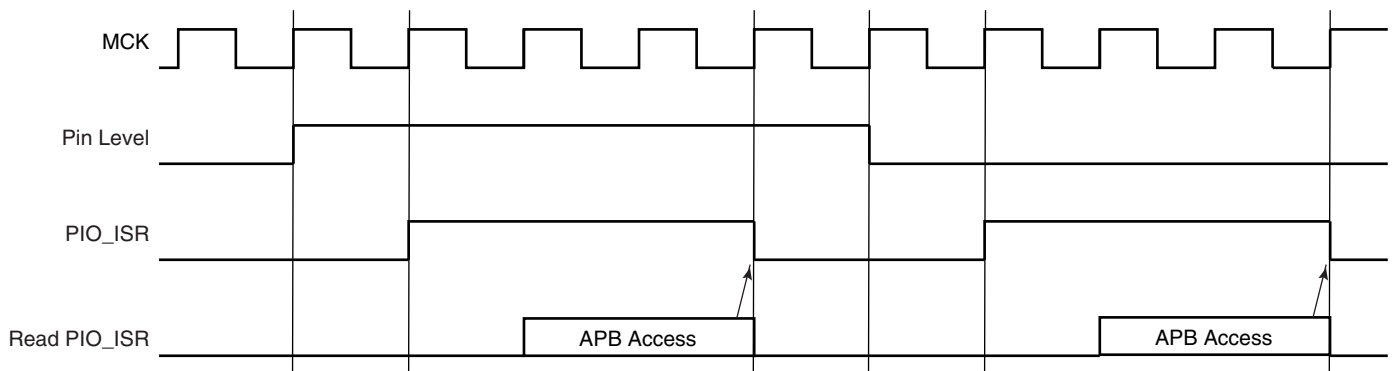 MCK
Pin Level
PIO_ISR
Read PIO_ISR
APB Access
APB Access